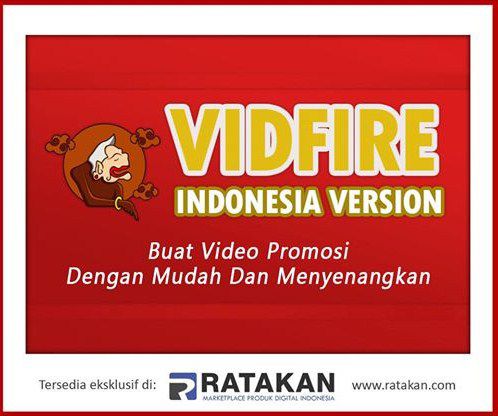 VIDFIRE
INDONESIA VERSION
Buat Video Promosi
Dengan Mudah Dan Menyenangkan
Tersedia eksklusif di: RATAKAN www.ratakan.com
MARKETPLACE PRODUK DIGITAL INDONESIA